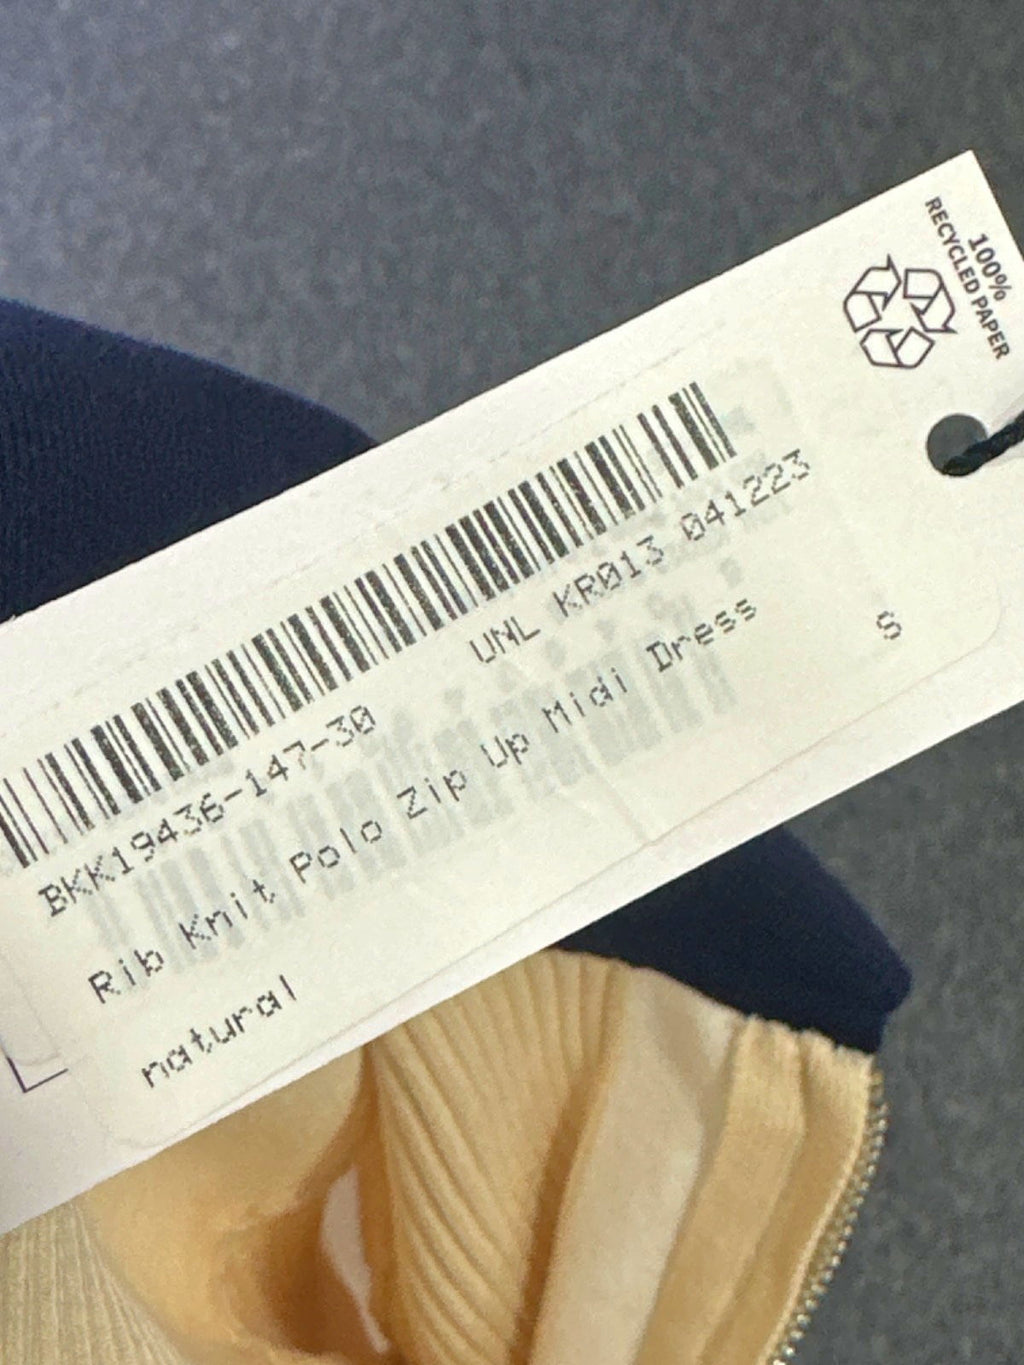 100%
RECYCLED PAPER
BKK19436-147-30 UNL KR013 041223
Rib Knit Polo Zip Up Midi Dress S
natural